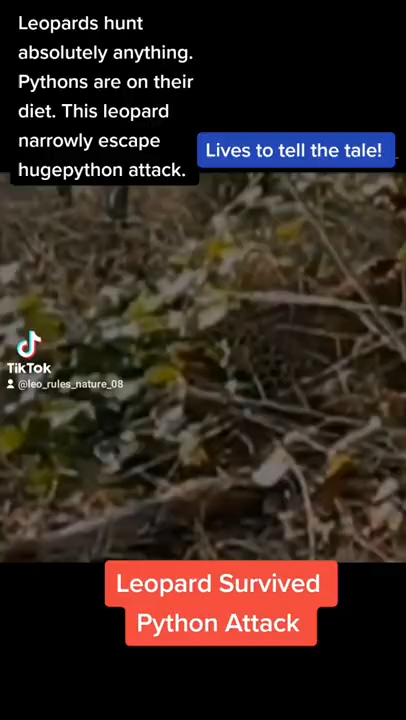 Leopards hunt
absolutely anything.
Pythons are on their
diet. This leopard
narrowly escape
hugepython attack.
Lives to tell the tale!
TikTok
@leo_rules_nature_08
Leopard Survived
Python Attack